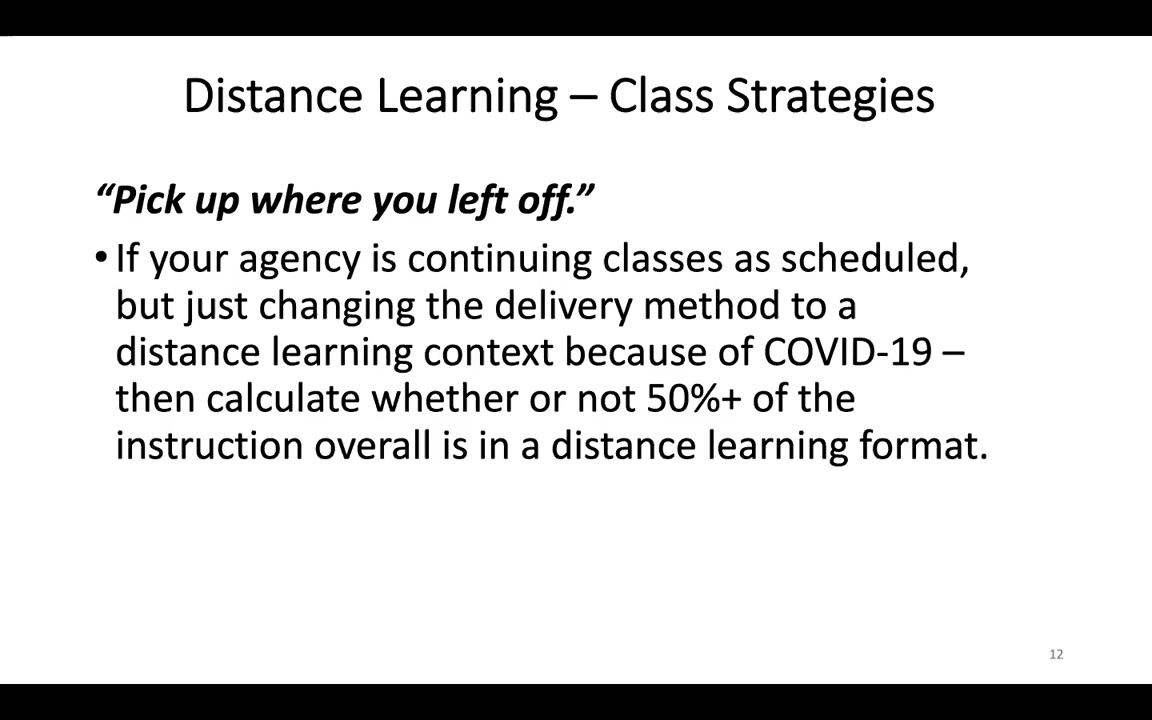 Distance Learning – Class Strategies
“Pick up where you left off.”
• If your agency is continuing classes as scheduled,
but just changing the delivery method to a
distance learning context because of COVID-19 –
then calculate whether or not 50%+ of the
instruction overall is in a distance learning format.
12